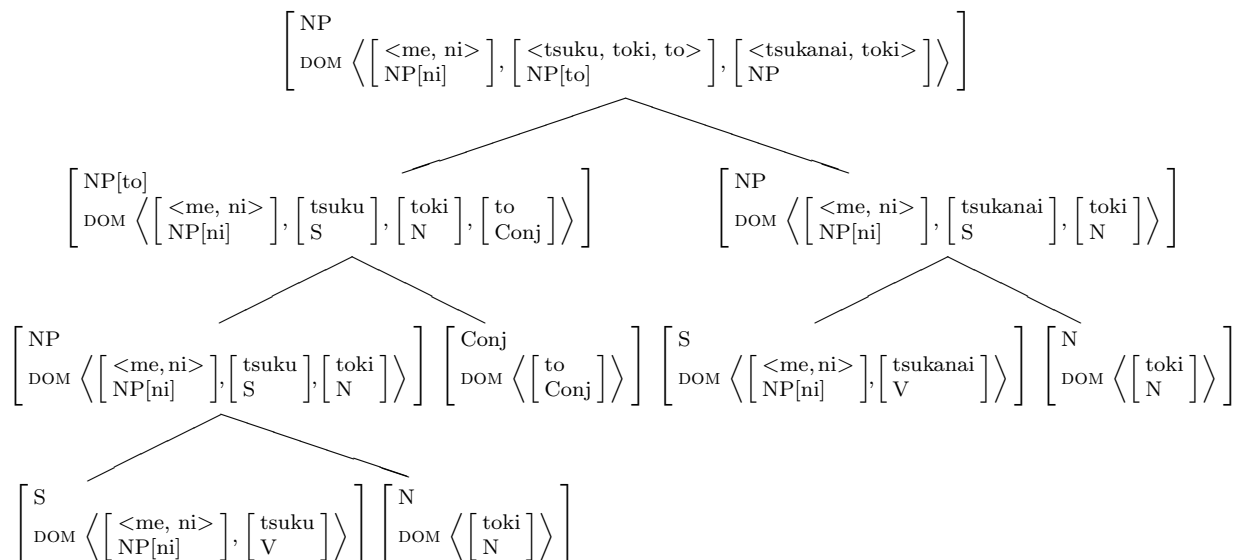 NP
DOM ⟨[<me, ni> NP[ni]], [<tsuku, toki, to> NP[to]], [<tsukanai, toki> NP]⟩
NP[to]
DOM ⟨[<me, ni> NP[ni]], [tsuku S], [toki N], [to Conj]⟩
NP
DOM ⟨[<me, ni> NP[ni]], [tsukanai S], [toki N]⟩
NP
DOM ⟨[<me, ni> NP[ni]], [tsuku S], [toki N]⟩
Conj
DOM ⟨[to Conj]⟩
S
DOM ⟨[<me, ni> NP[ni]], [tsukanai V]⟩
N
DOM ⟨[toki N]⟩
S
DOM ⟨[<me, ni> NP[ni]], [tsuku V]⟩
N
DOM ⟨[toki N]⟩